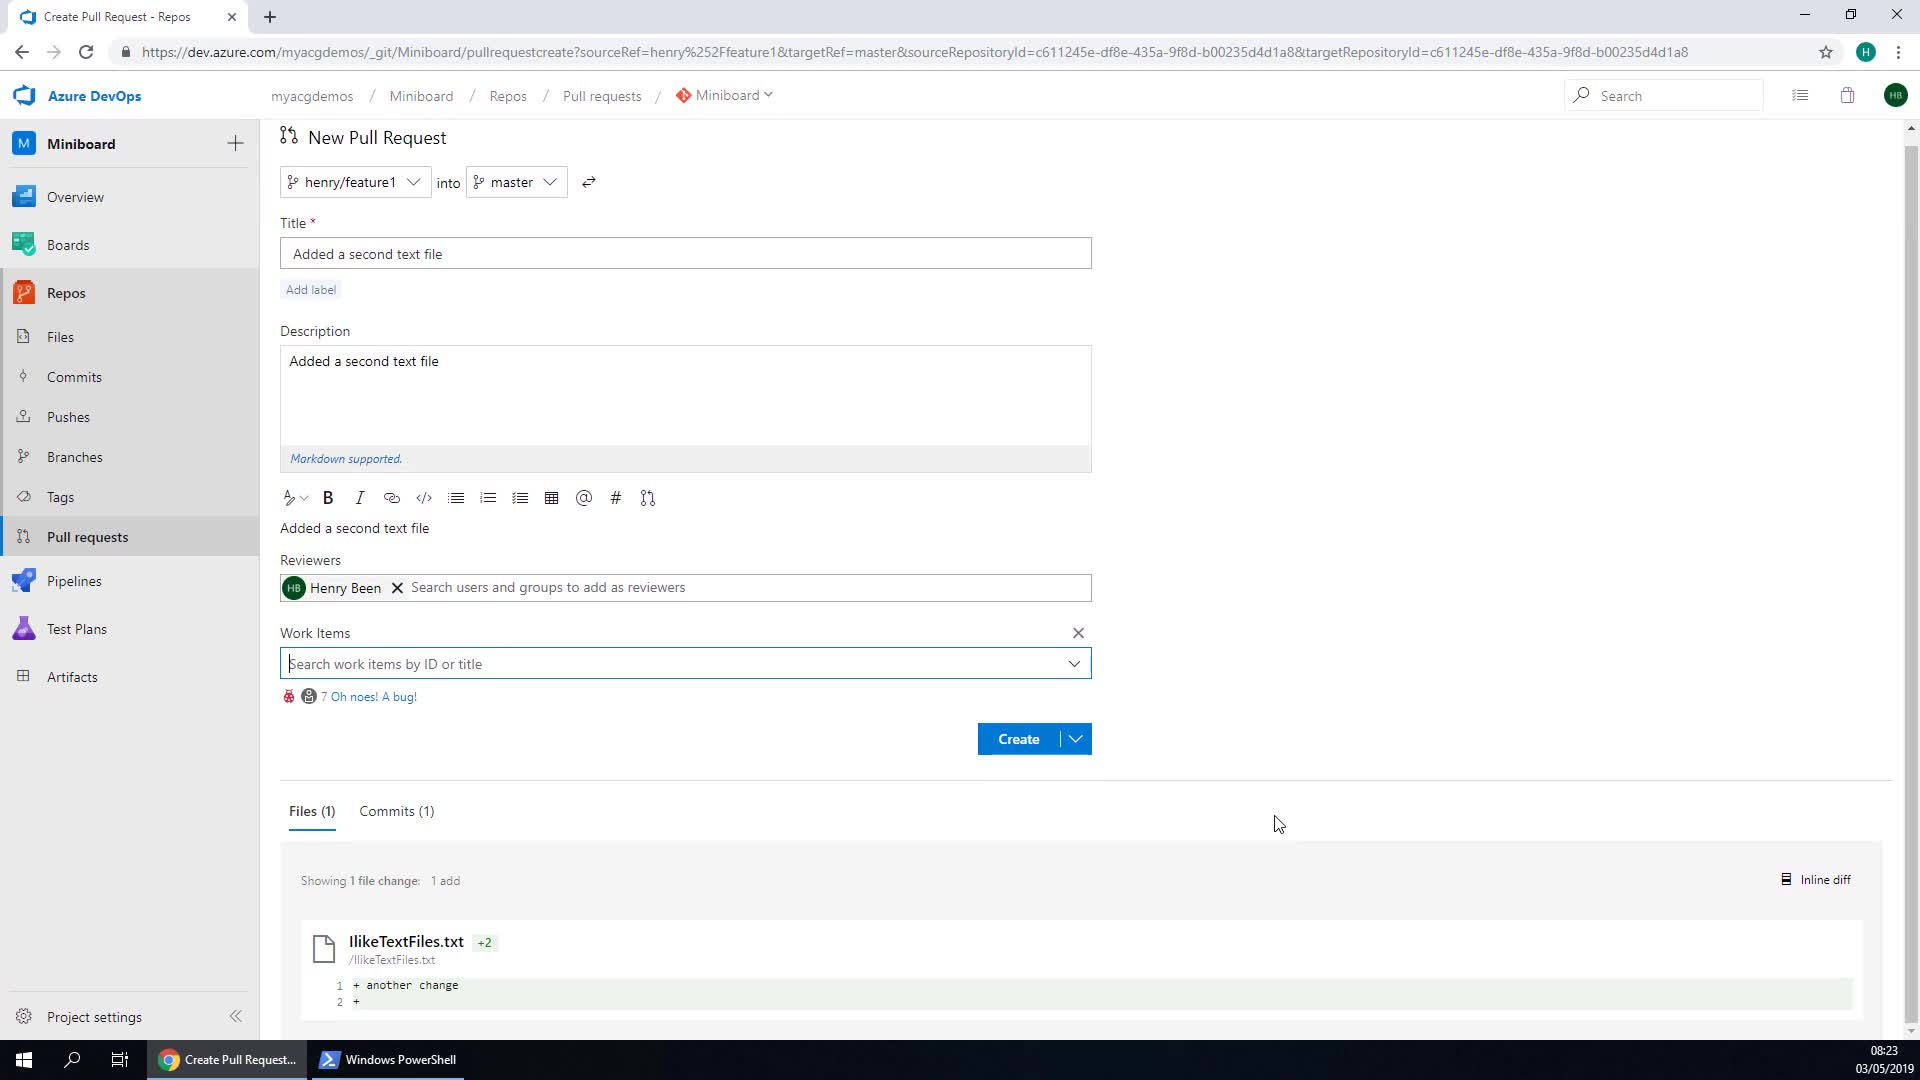 Create Pull Request - Repos
https://dev.azure.com/myacgdemos/_git/Miniboard/pullrequestcreate?sourceRef=henry%252Ffeature1&targetRef=master&sourceRepositoryId=c611245e-df8e-435a-9f8d-b00235d4d1a8&targetRepositoryId=c611245e-df8e-435a-9f8d-b00235d4d1a8
H
Azure DevOps
myacgdemos / Miniboard / Repos / Pull requests / Miniboard
Search
HB
M Miniboard
New Pull Request
henry/feature1 into master
Overview
Title *
Boards
Added a second text file
Add label
Repos
Description
Files
Added a second text file
Commits
Pushes
Branches
Markdown supported.
Tags
B I </> @ #
Added a second text file
Pull requests
Reviewers
Pipelines
HB Henry Been Search users and groups to add as reviewers
Test Plans
Work Items
Search work items by ID or title
Artifacts
7 Oh noes! A bug!
Create
Files (1) Commits (1)
Showing 1 file change: 1 add
Inline diff
IlikeTextFiles.txt +2
/IlikeTextFiles.txt
1 + another change
2 +
Project settings
Create Pull Request...
Windows PowerShell
08:23
03/05/2019